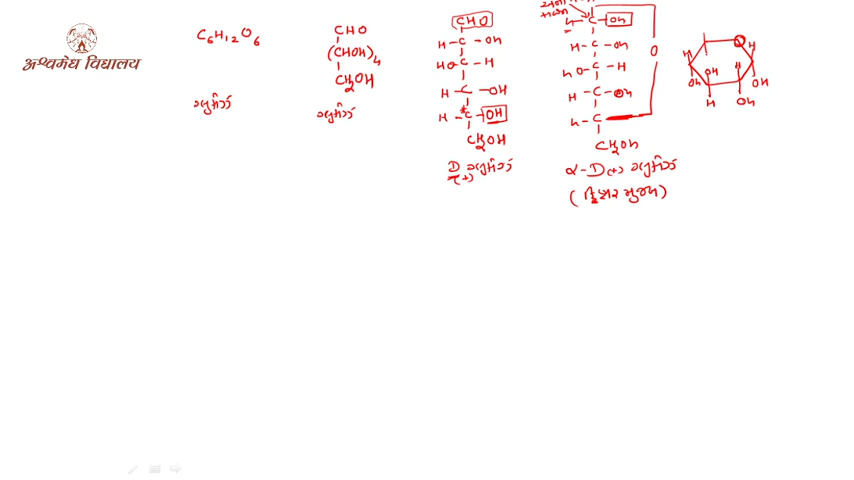 अश्वमेध विद्यालय
C6H12O6
ગ્લુકોઝ
CHO
(CHOH)4
CH2OH
ગ્લુકોઝ
CHO
H - C - OH
HO - C - H
H - C - OH
H - C - OH
CH2OH
D (+) ગ્લુકોઝ
H - C - OH
H - C - OH
HO - C - H
H - C - OH
H - C
O
CH2OH
α - D (+) ગ્લુકોઝ
(ફિશર મુજબ)
O
H
H
OH
OH
H
H
OH
OH